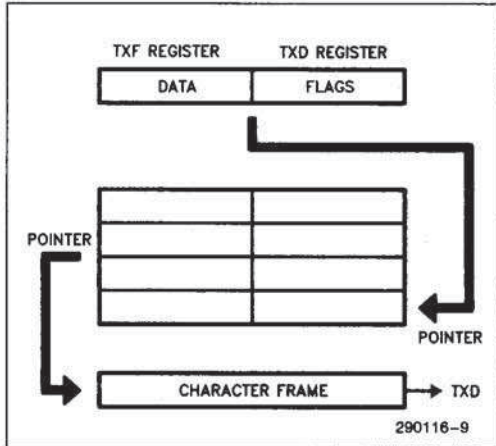 TXF REGISTER TXD REGISTER
DATA FLAGS
POINTER
POINTER
CHARACTER FRAME TXD
290116-9